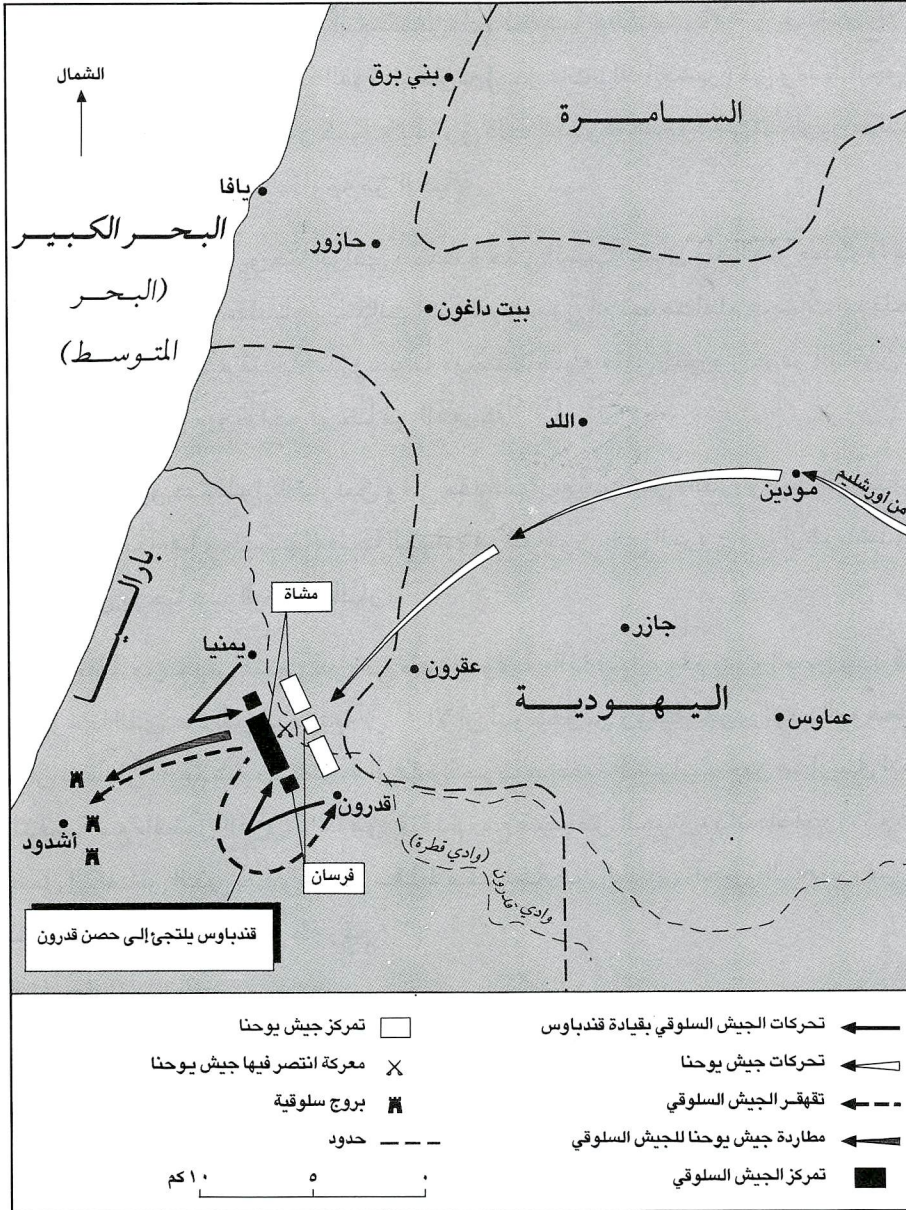 الشمال
بني برق
السامرة
يافا
البحر الكبير
(البحر
المتوسط)
حازور
بيت داغون
اللد
مودين
من أورشليم
باراليا
مشاة
جازر
يمنيا
عقرون
اليهودية
عماوس
قدرون
أشدود
(وادي قطرة)
وادي قدرون
فرسان
قندباوس يلتجئ إلى حصن قدرون
تحركات الجيش السلوقي بقيادة قندباوس
تحركات جيش يوحنا
تقهقر الجيش السلوقي
مطاردة جيش يوحنا للجيش السلوقي
تمركز الجيش السلوقي
تمركز جيش يوحنا
معركة انتصر فيها جيش يوحنا
بروج سلوقية
حدود
٠ ٥ ١٠ كم